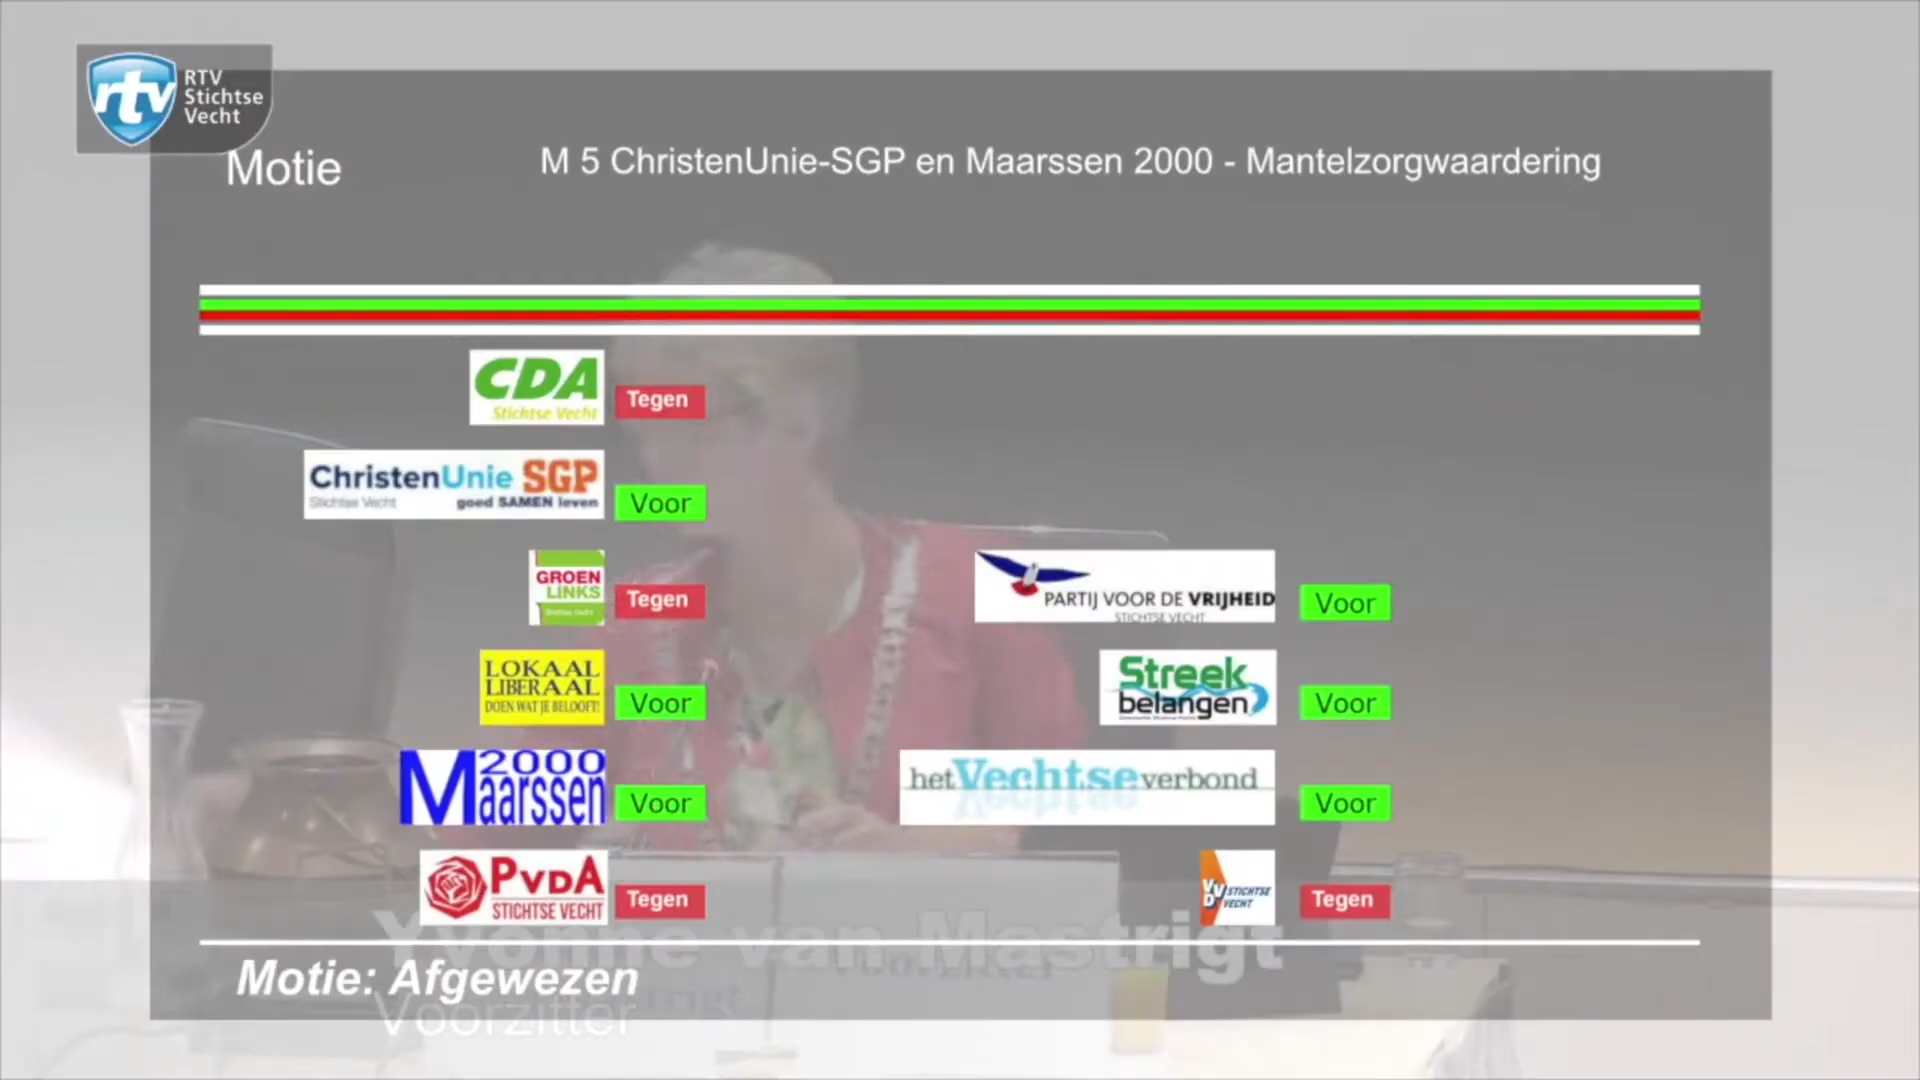 RTV
Stichtse
Vecht
rtv
Motie
M 5 ChristenUnie-SGP en Maarssen 2000 - Mantelzorgwaardering
CDA
Stichtse Vecht
Tegen
ChristenUnie SGP
Stichtse Vecht
goed SAMEN leven
Voor
GROEN
LINKS
Stichtse Vecht
Tegen
PARTIJ VOOR DE VRIJHEID
STICHTSE VECHT
Voor
LOKAAL
LIBERAAL
DOEN WAT JE BELOOFT!
Voor
Streek
belangen
Voor
2000
Maarssen
Voor
het Vechtse verbond
Voor
PvdA
STICHTSE VECHT
Tegen
VVD
STICHTSE
VECHT
Tegen
Yvonne van Mastrigt
Motie: Afgewezen
Voorzitter